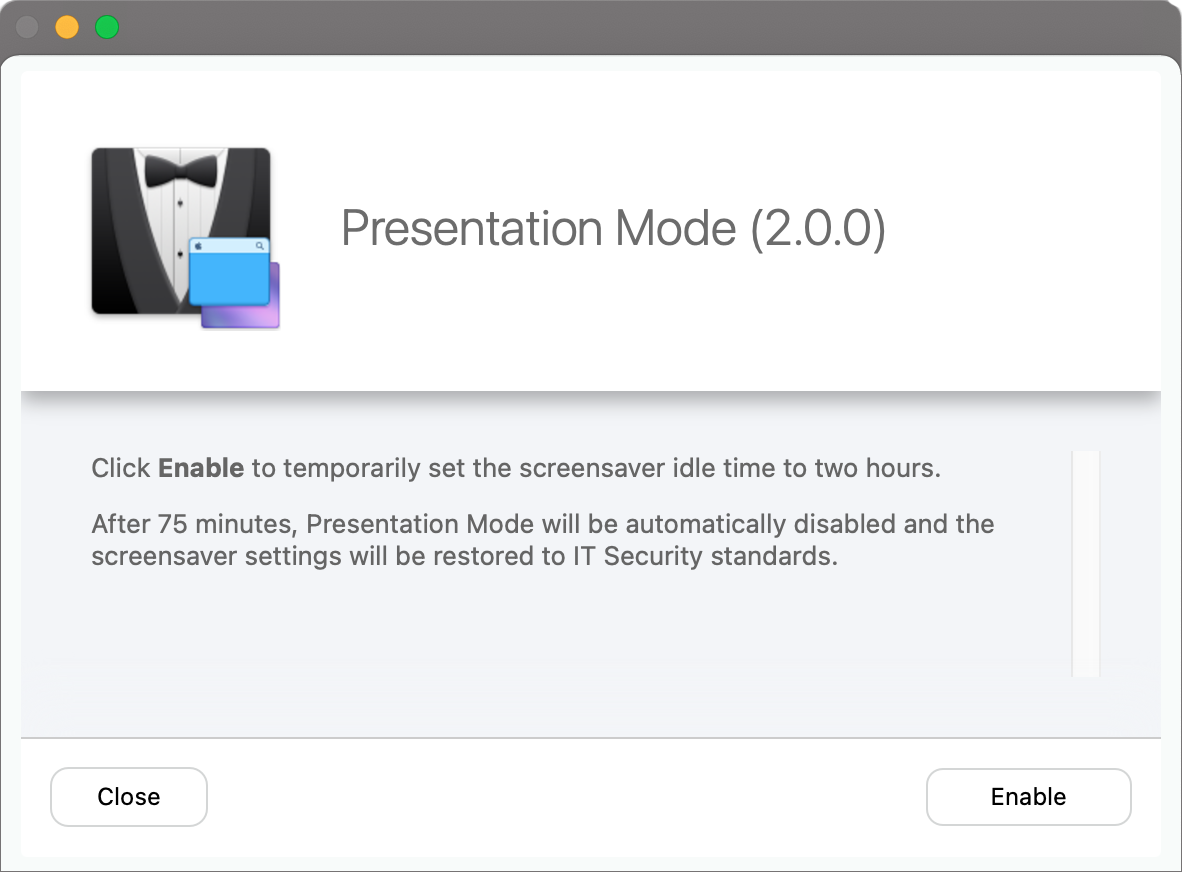 Presentation Mode (2.0.0)
Click Enable to temporarily set the screensaver idle time to two hours.
After 75 minutes, Presentation Mode will be automatically disabled and the
screensaver settings will be restored to IT Security standards.
Close
Enable